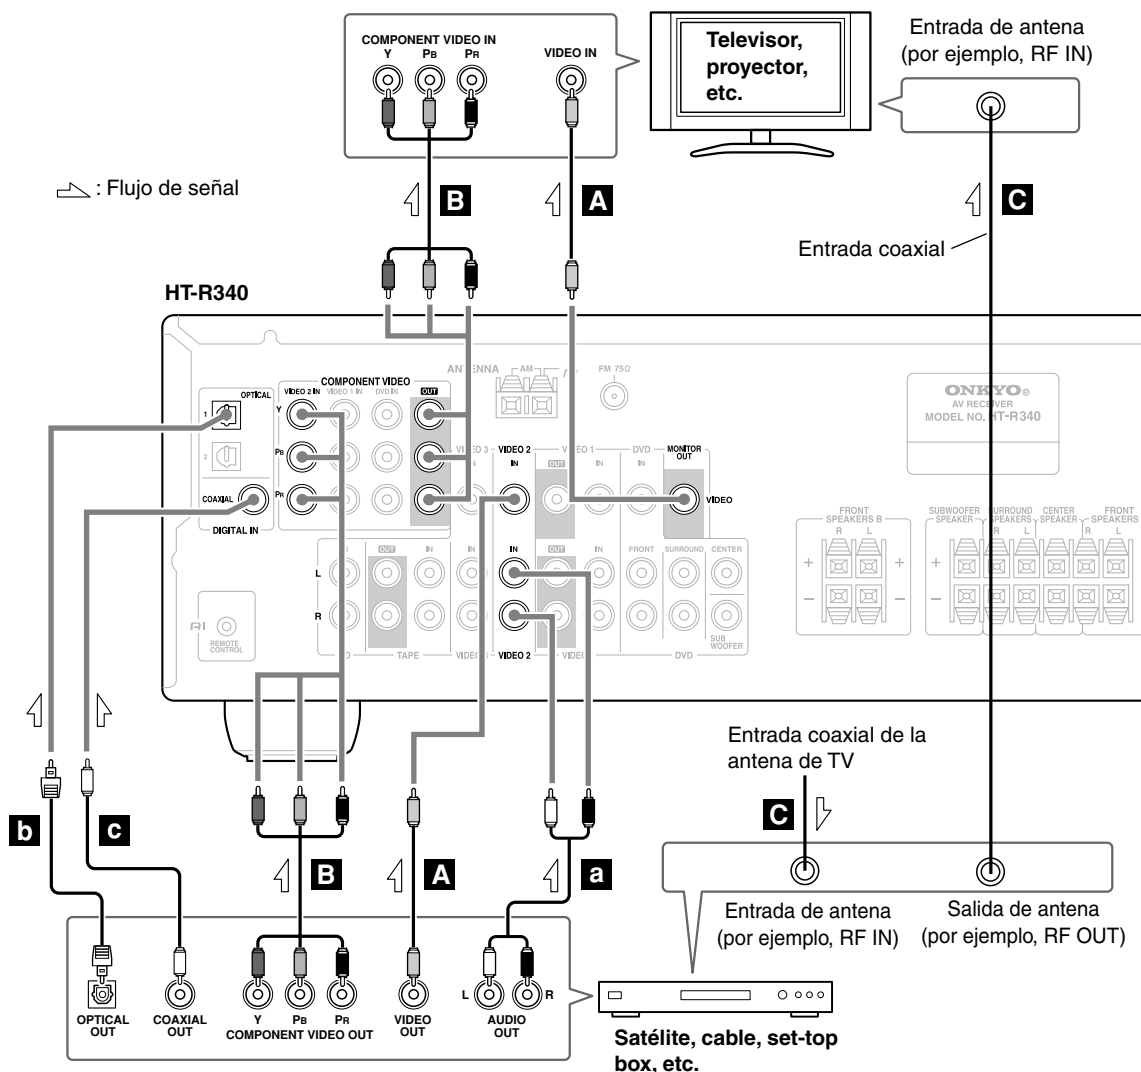 COMPONENT VIDEO IN
Y PB PR
VIDEO IN
Televisor,
proyector,
etc.
Entrada de antena
(por ejemplo, RF IN)
: Flujo de señal
B
A
C
Entrada coaxial
HT-R340
ANTENNA
AM
FM 75Ω
ONKYO®
AV RECEIVER
MODEL NO. HT-R340
COMPONENT VIDEO
OPTICAL
VIDEO 2 IN
VIDEO 1 IN
DVD IN
OUT
1
Y
2
PB
COAXIAL
PR
DIGITAL IN
VIDEO 3
VIDEO 2
VIDEO 1
DVD
MONITOR
OUT
IN
OUT
IN
IN
VIDEO
FRONT
SPEAKERS B
R L
SUBWOOFER
SPEAKER
SURROUND
SPEAKERS
R L
CENTER
SPEAKER
FRONT
SPEAKERS
R L
+ + +
− − −
OUT
IN
IN
IN
OUT
IN
FRONT
SURROUND
CENTER
L
R
SUB
WOOFER
RI
REMOTE
CONTROL
TAPE
VIDEO 2
DVD
Entrada coaxial de la
antena de TV
b
c
B
A
a
C
Entrada de antena
(por ejemplo, RF IN)
Salida de antena
(por ejemplo, RF OUT)
OPTICAL
OUT
COAXIAL
OUT
Y PB PR
COMPONENT VIDEO OUT
VIDEO
OUT
L R
AUDIO
OUT
Satélite, cable, set-top
box, etc.